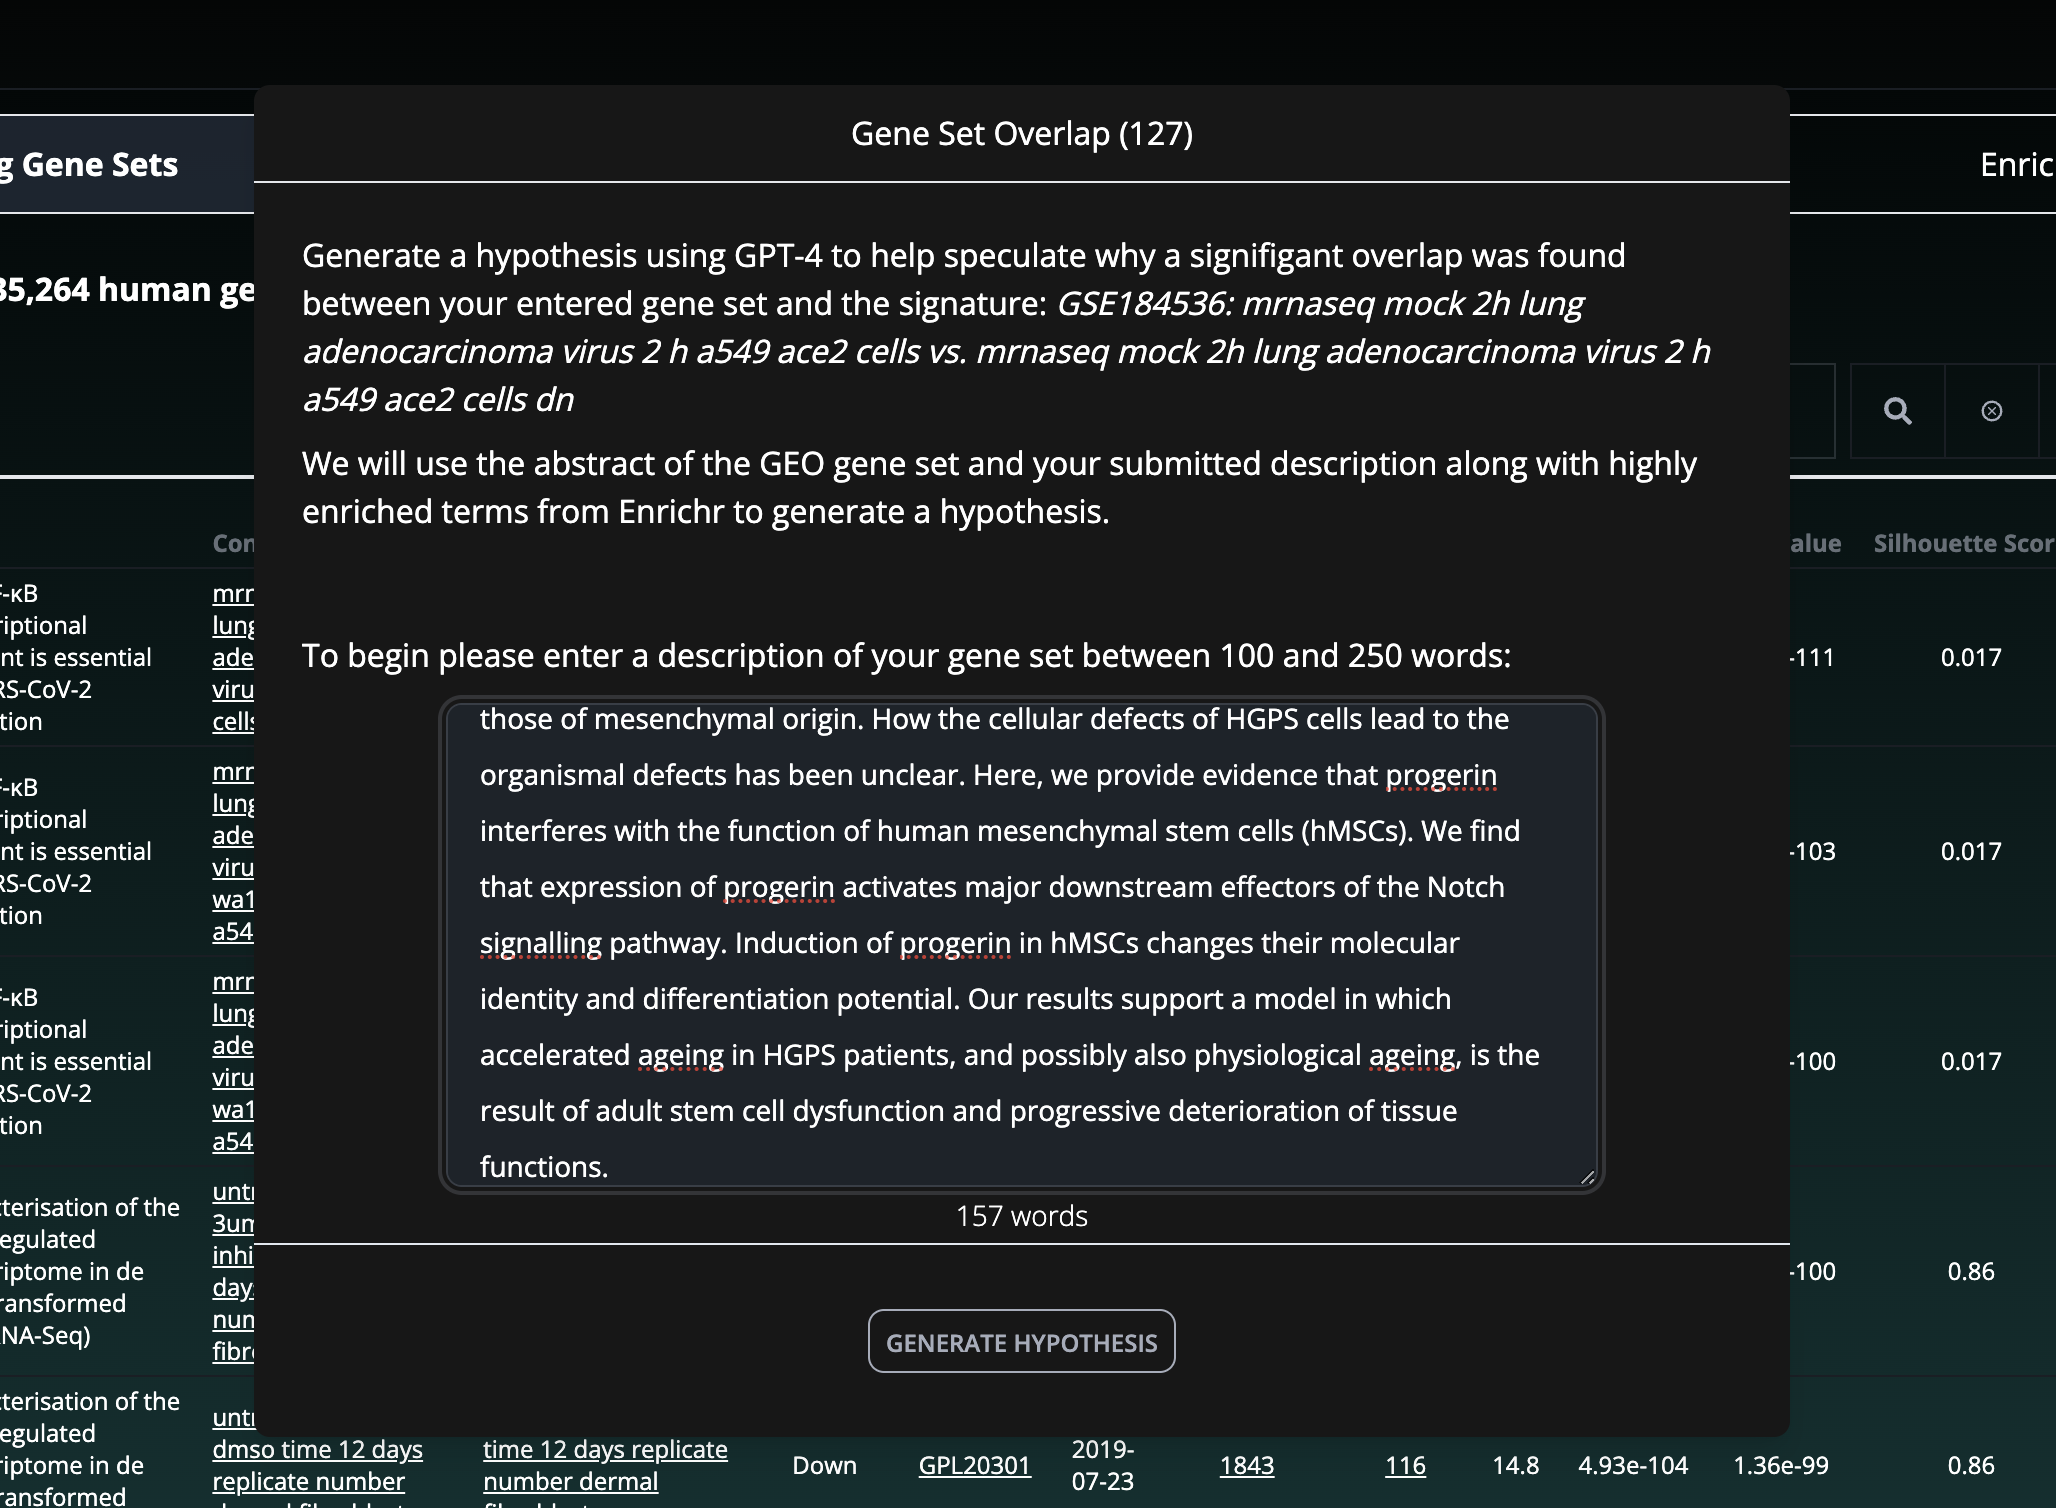 Gene Set Overlap (127)
g Gene Sets
Enric
Generate a hypothesis using GPT-4 to help speculate why a signifigant overlap was found
between your entered gene set and the signature: GSE184536: mrnaseq mock 2h lung
adenocarcinoma virus 2 h a549 ace2 cells vs. mrnaseq mock 2h lung adenocarcinoma virus 2 h
a549 ace2 cells dn
35,264 human ge
We will use the abstract of the GEO gene set and your submitted description along with highly
enriched terms from Enrichr to generate a hypothesis.
Con
alue
Silhouette Scor
To begin please enter a description of your gene set between 100 and 250 words:
F-κB
riptional
nt is essential
RS-CoV-2
tion
mrn
lung
ade
viru
cells
-111
0.017
those of mesenchymal origin. How the cellular defects of HGPS cells lead to the
organismal defects has been unclear. Here, we provide evidence that progerin
interferes with the function of human mesenchymal stem cells (hMSCs). We find
that expression of progerin activates major downstream effectors of the Notch
signalling pathway. Induction of progerin in hMSCs changes their molecular
identity and differentiation potential. Our results support a model in which
accelerated ageing in HGPS patients, and possibly also physiological ageing, is the
result of adult stem cell dysfunction and progressive deterioration of tissue
functions.
157 words
F-κB
riptional
nt is essential
RS-CoV-2
tion
mrn
lung
ade
viru
wa1
a54
-103
0.017
F-κB
riptional
nt is essential
RS-CoV-2
tion
mrn
lung
ade
viru
wa1
a54
-100
0.017
terisation of the
egulated
riptome in de
ransformed
NA-Seq)
untr
3um
inhi
day
num
fibro
-100
0.86
GENERATE HYPOTHESIS
terisation of the
egulated
riptome in de
ransformed
untr
dmso time 12 days
replicate number
time 12 days replicate
number dermal
Down
GPL20301
2019-
07-23
1843
116
14.8
4.93e-104
1.36e-99
0.86